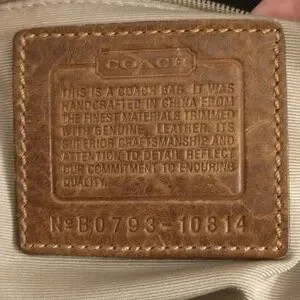 COACH
THIS IS A COACH BAG. IT WAS
HANDCRAFTED IN CHINA FROM
THE FINEST MATERIALS TRIMMED
WITH GENUINE LEATHER. ITS
SUPERIOR CRAFTSMANSHIP AND
ATTENTION TO DETAIL REFLECT
OUR COMMITMENT TO ENDURING
QUALITY.
Nº B0793-10814